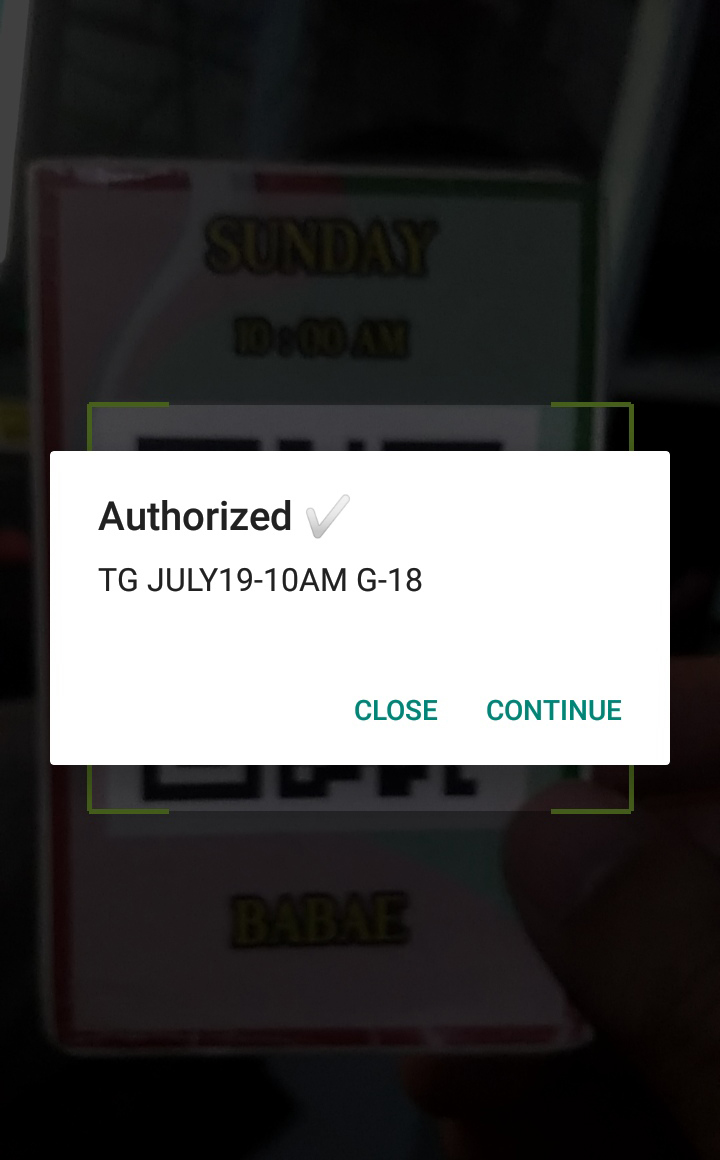 SUNDAY
10:00 AM
Authorized ✔
TG JULY19-10AM G-18
CLOSE CONTINUE
BABAE